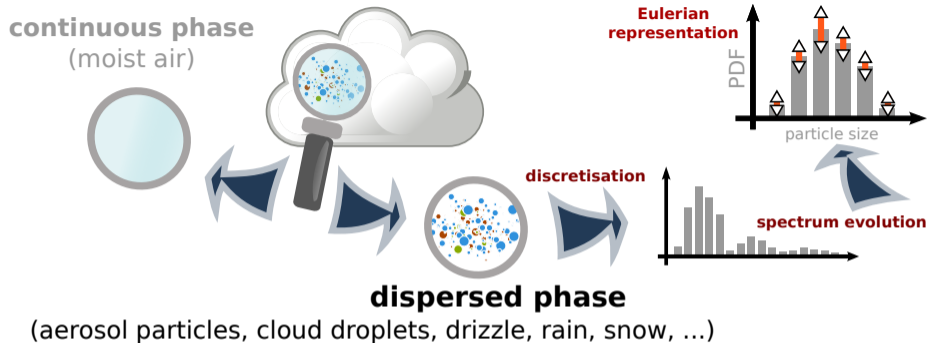 continuous phase
(moist air)
Eulerian
representation
PDF
particle size
discretisation
spectrum evolution
dispersed phase
(aerosol particles, cloud droplets, drizzle, rain, snow, ...)